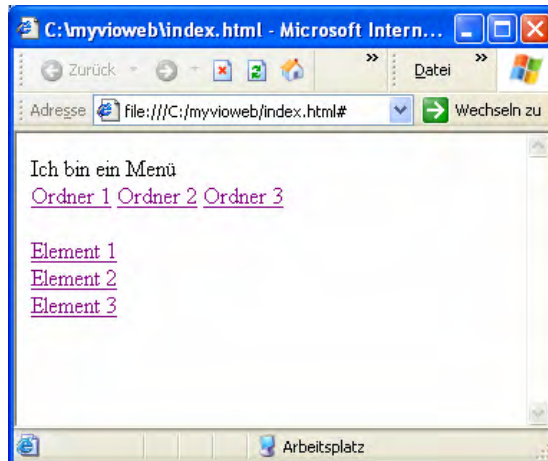 C:\myvioweb\index.html - Microsoft Intern...
Zurück » Datei »
Adresse file:///C:/myvioweb/index.html# Wechseln zu
Ich bin ein Menü
Ordner 1 Ordner 2 Ordner 3
Element 1
Element 2
Element 3
Arbeitsplatz